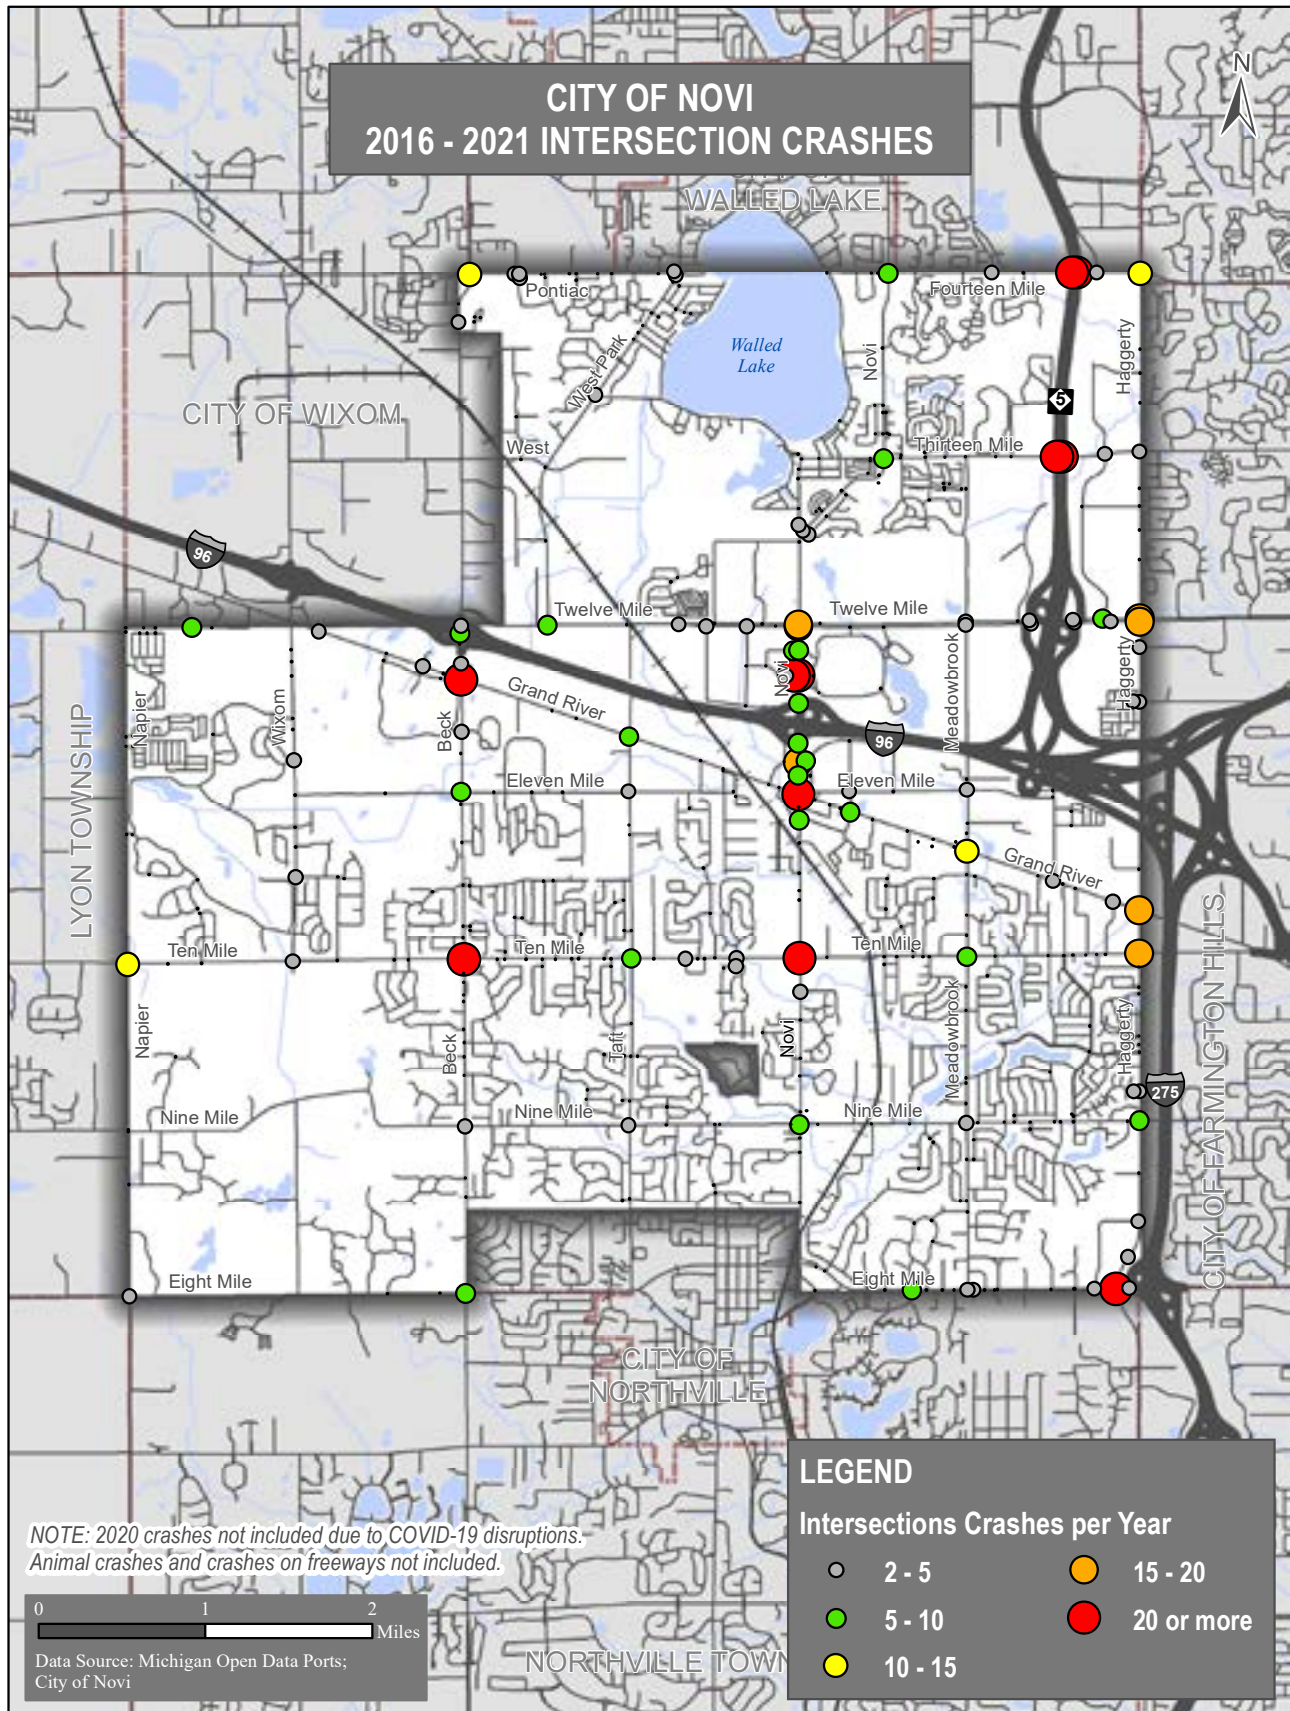 CITY OF NOVI
2016 - 2021 INTERSECTION CRASHES
N
WALLED LAKE
Pontiac
Fourteen Mile
Walled
Lake
West Park
Novi
Haggerty
5
CITY OF WIXOM
West
Thirteen Mile
96
Twelve Mile
Twelve Mile
Napier
Wixom
Beck
Grand River
Novi
Meadowbrook
Haggerty
96
LYON TOWNSHIP
Eleven Mile
Eleven Mile
Grand River
Ten Mile
Ten Mile
Ten Mile
CITY OF FARMINGTON HILLS
Napier
Beck
Taft
Novi
Meadowbrook
Haggerty
275
Nine Mile
Nine Mile
Nine Mile
Eight Mile
Eight Mile
CITY OF
NORTHVILLE
LEGEND
Intersections Crashes per Year
2 - 5
15 - 20
5 - 10
20 or more
10 - 15
NOTE: 2020 crashes not included due to COVID-19 disruptions.
Animal crashes and crashes on freeways not included.
0 1 2
Miles
Data Source: Michigan Open Data Ports;
City of Novi
NORTHVILLE TOWN